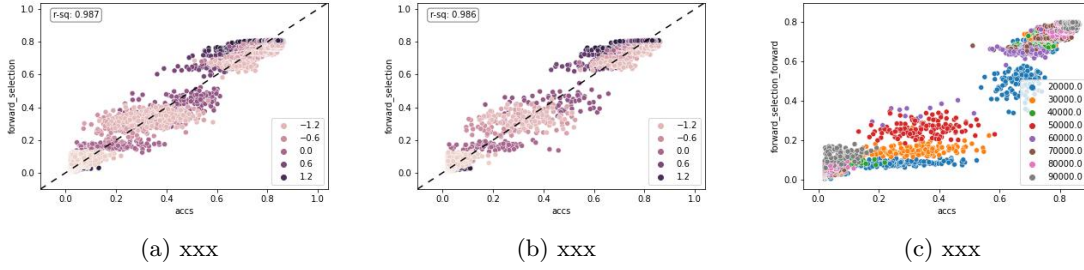 r-sq: 0.987
forward_selection
1.0
0.8
0.6
0.4
0.2
0.0
−1.2
−0.6
0.0
0.6
1.2
0.0 0.2 0.4 0.6 0.8 1.0
accs
(a) xxx
r-sq: 0.986
forward_selection
1.0
0.8
0.6
0.4
0.2
0.0
−1.2
−0.6
0.0
0.6
1.2
0.0 0.2 0.4 0.6 0.8 1.0
accs
(b) xxx
forward_selection_forward
0.8
0.6
0.4
0.2
0.0
20000.0
30000.0
40000.0
50000.0
60000.0
70000.0
80000.0
90000.0
0.0 0.2 0.4 0.6 0.8
accs
(c) xxx